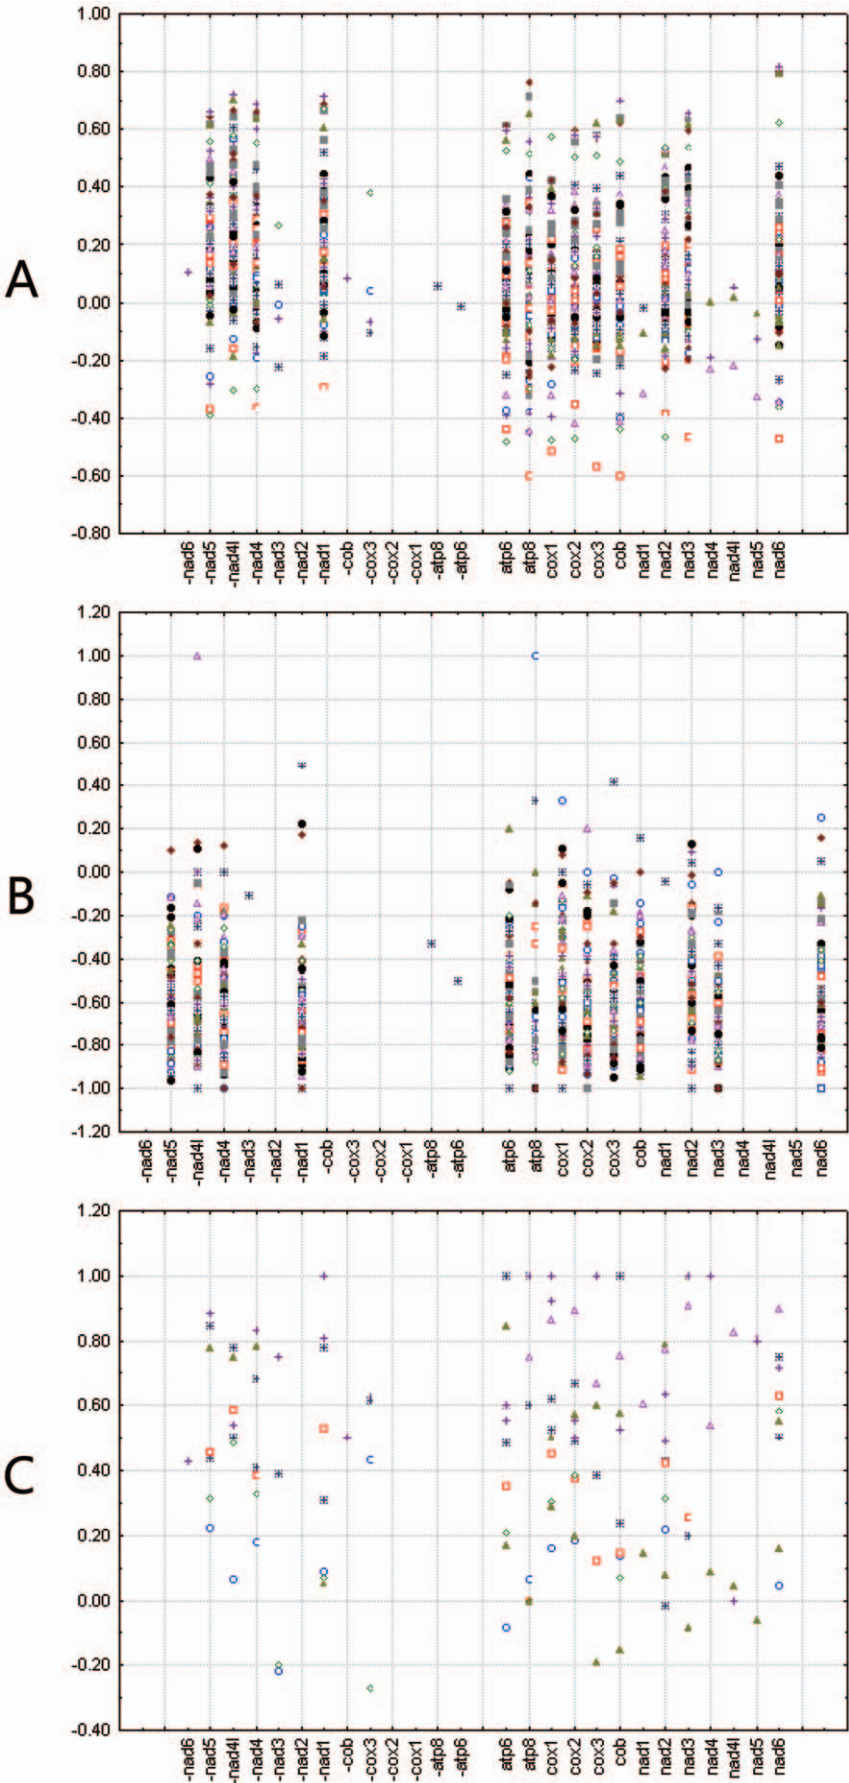 A
1.00
0.80
0.60
0.40
0.20
0.00
-0.20
-0.40
-0.60
-0.80
-nad6
-nad5
-nad4l
-nad4
-nad3
-nad2
-nad1
-cob
-cox3
-cox2
-cox1
-atp8
-atp6
atp6
atp8
cox1
cox2
cox3
cob
nad1
nad2
nad3
nad4
nad4l
nad5
nad6
B
1.20
1.00
0.80
0.60
0.40
0.20
0.00
-0.20
-0.40
-0.60
-0.80
-1.00
-1.20
-nad6
-nad5
-nad4l
-nad4
-nad3
-nad2
-nad1
-cob
-cox3
-cox2
-cox1
-atp8
-atp6
atp6
atp8
cox1
cox2
cox3
cob
nad1
nad2
nad3
nad4
nad4l
nad5
nad6
C
1.20
1.00
0.80
0.60
0.40
0.20
0.00
-0.20
-0.40
-nad6
-nad5
-nad4l
-nad4
-nad3
-nad2
-nad1
-cob
-cox3
-cox2
-cox1
-atp8
-atp6
atp6
atp8
cox1
cox2
cox3
cob
nad1
nad2
nad3
nad4
nad4l
nad5
nad6